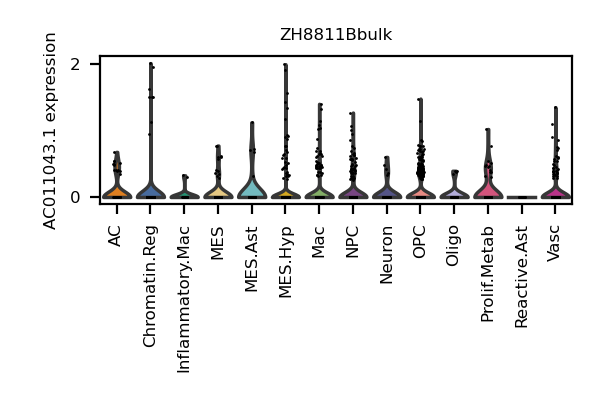 ZH8811Bbulk
AC011043.1 expression
2
0
AC
Chromatin.Reg
Inflammatory.Mac
MES
MES.Ast
MES.Hyp
Mac
NPC
Neuron
OPC
Oligo
Prolif.Metab
Reactive.Ast
Vasc